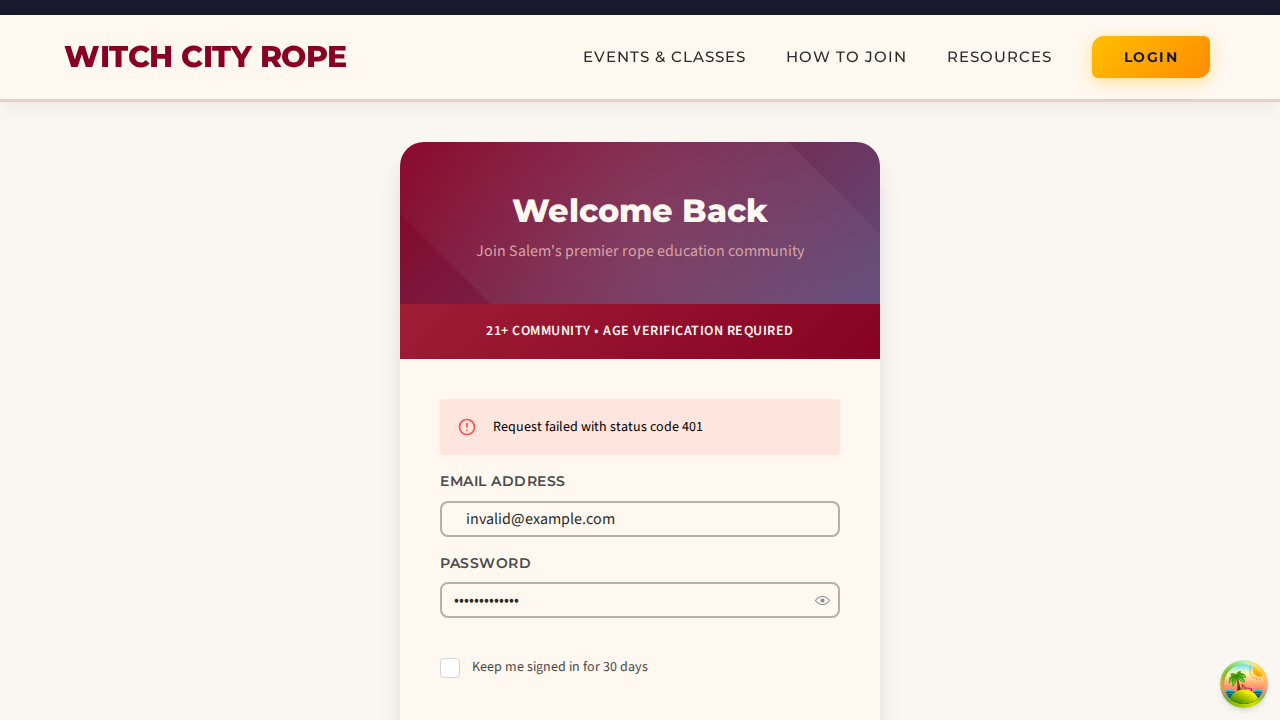 WITCH CITY ROPE
EVENTS & CLASSES
HOW TO JOIN
RESOURCES
LOGIN
Welcome Back
Join Salem's premier rope education community
21+ COMMUNITY • AGE VERIFICATION REQUIRED
Request failed with status code 401
EMAIL ADDRESS
invalid@example.com
PASSWORD
•••••••••••••
Keep me signed in for 30 days